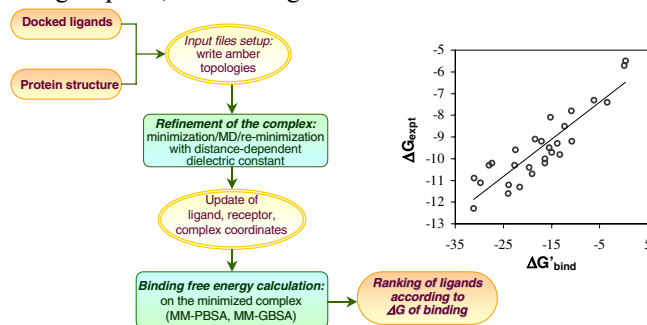 Docked ligands
Protein structure
Input files setup:
write amber
topologies
Refinement of the complex:
minimization/MD/re-minimization
with distance-dependent
dielectric constant
Update of
ligand, receptor,
complex coordinates
Binding free energy calculation:
on the minimized complex
(MM-PBSA, MM-GBSA)
Ranking of ligands
according to
ΔG of binding
ΔGexpt
-5
-6
-7
-8
-9
-10
-11
-12
-13
-35 -25 -15 -5
ΔG'bind